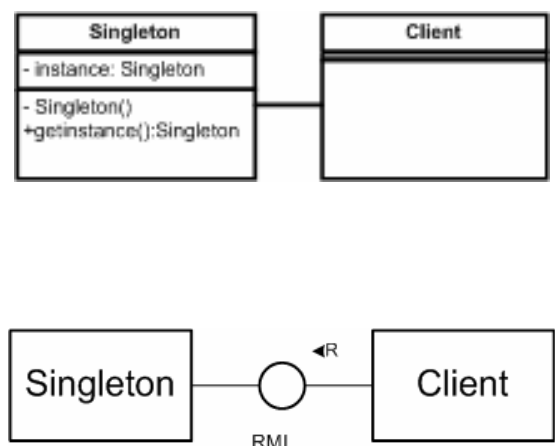 Singleton
Client
- instance: Singleton
- Singleton()
+getinstance():Singleton
◀R
Singleton
Client
RMI